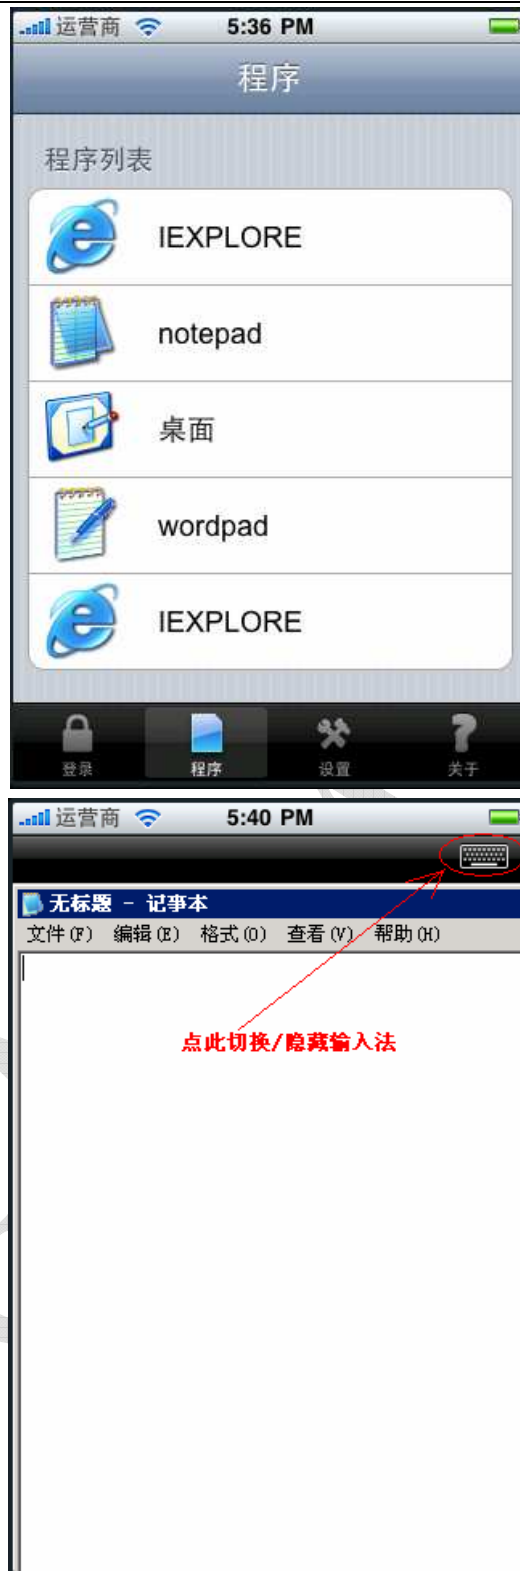 运营商 5:36 PM
程序
程序列表
IEXPLORE
notepad
桌面
wordpad
IEXPLORE
登录 程序 设置 关于
运营商 5:40 PM
无标题 - 记事本
文件(F) 编辑(E) 格式(O) 查看(V) 帮助(H)
点此切换/隐藏输入法